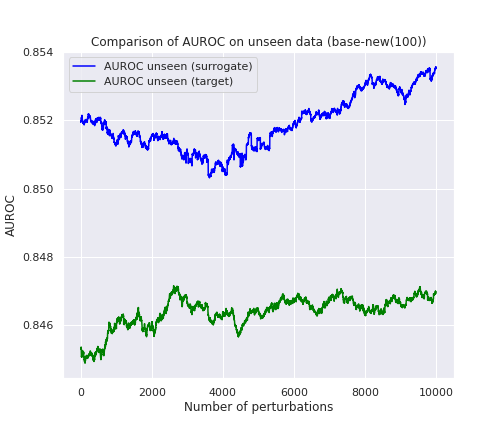 Comparison of AUROC on unseen data (base-new(100))
AUROC unseen (surrogate)
AUROC unseen (target)
AUROC
0.854
0.852
0.850
0.848
0.846
0 2000 4000 6000 8000 10000
Number of perturbations